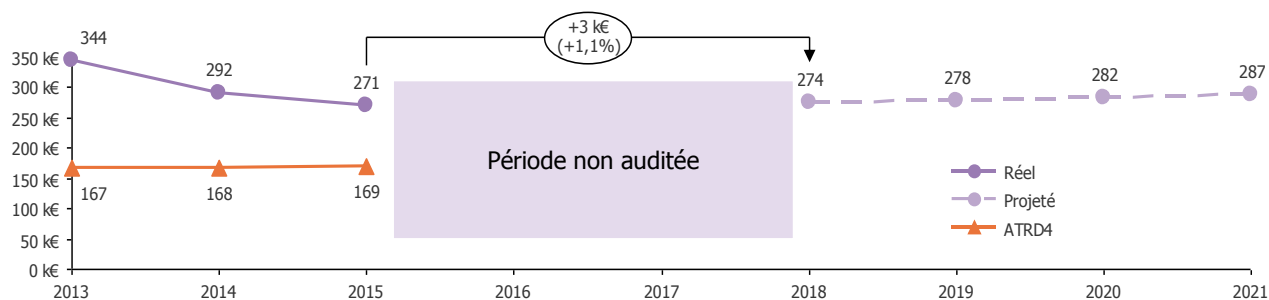 +3 k€
(+1,1%)
344
292
271
274
278
282
287
350 k€
300 k€
250 k€
200 k€
150 k€
100 k€
50 k€
0 k€
167
168
169
Période non auditée
Réel
Projeté
ATRD4
2013
2014
2015
2016
2017
2018
2019
2020
2021